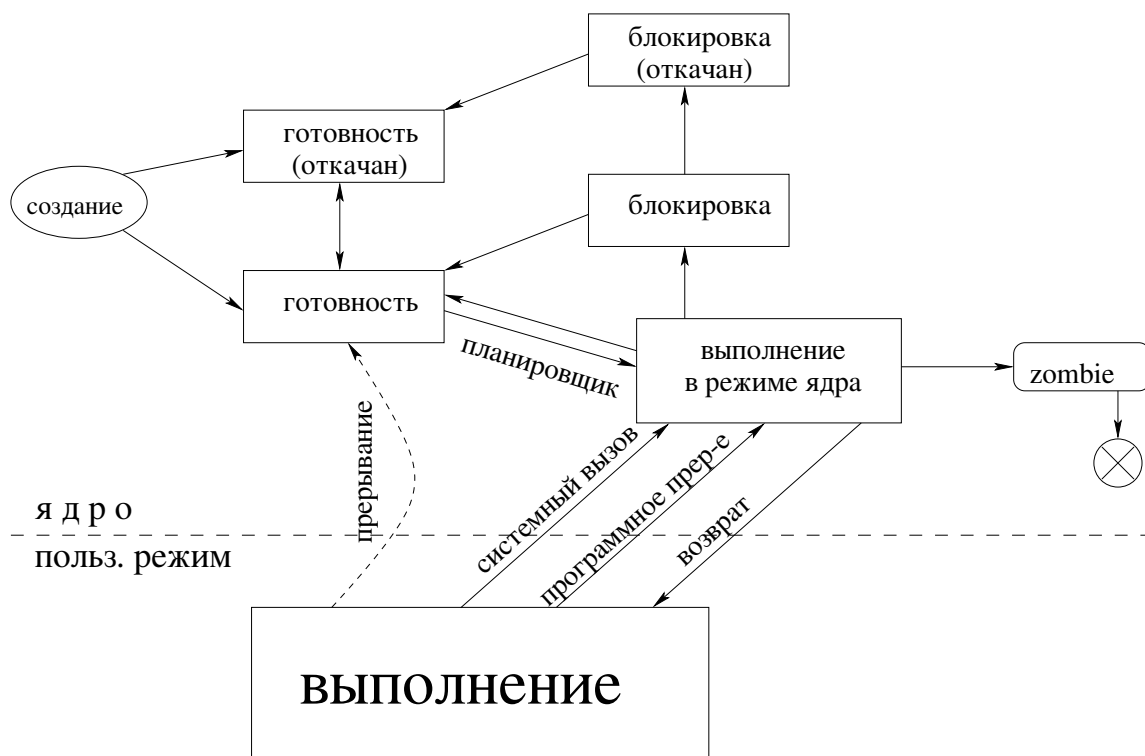 блокировка
(откачан)
готовность
(откачан)
создание
блокировка
готовность
планировщик
выполнение
в режиме ядра
zombie
прерывание
системный вызов
программное прер-е
возврат
я д р о
польз. режим
выполнение